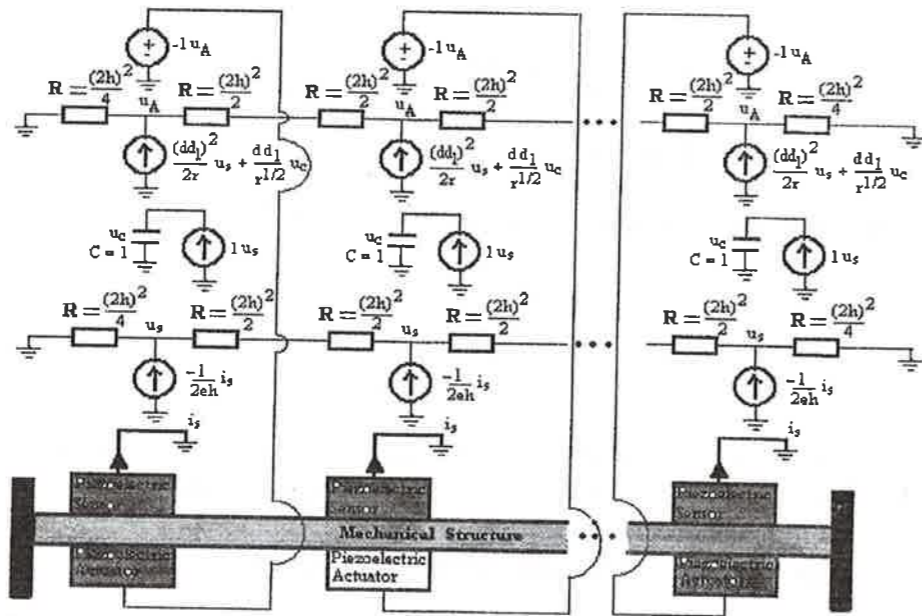 -1 u_A
-1 u_A
-1 u_A
R = (2h)^2/4
u_A
R = (2h)^2/2
R = (2h)^2/2
u_A
R = (2h)^2/2
(2h)^2/2
u_A
R = (2h)^2/4
(dd_1)^2/2r u_s + dd_1/r^1/2 u_c
(dd_1)^2/2r u_s + dd_1/r^1/2 u_c
(dd_1)^2/2r u_s + dd_1/r^1/2 u_c
u_c
C = 1
1 u_s
u_c
C = 1
1 u_s
u_c
C = 1
1 u_s
R = (2h)^2/4
u_s
R = (2h)^2/2
R = (2h)^2/2
u_s
R = (2h)^2/2
R = (2h)^2/2
u_s
R = (2h)^2/4
-1/2eh i_s
-1/2eh i_s
-1/2eh i_s
i_s
i_s
i_s
Piezoelectric
Sensor
Piezoelectric
Sensor
Piezoelectric
Sensor
Mechanical Structure
Piezoelectric
Actuator
Piezoelectric
Actuator
Piezoelectric
Actuator